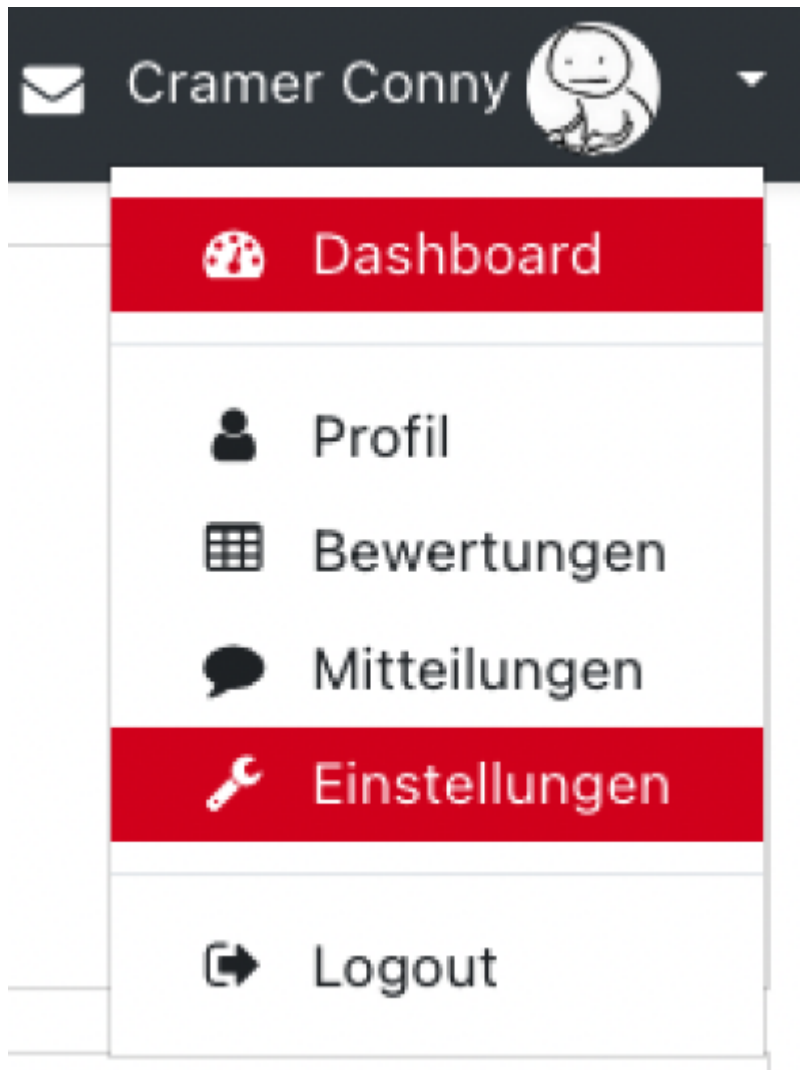 Cramer Conny
Dashboard
Profil
Bewertungen
Mitteilungen
Einstellungen
Logout